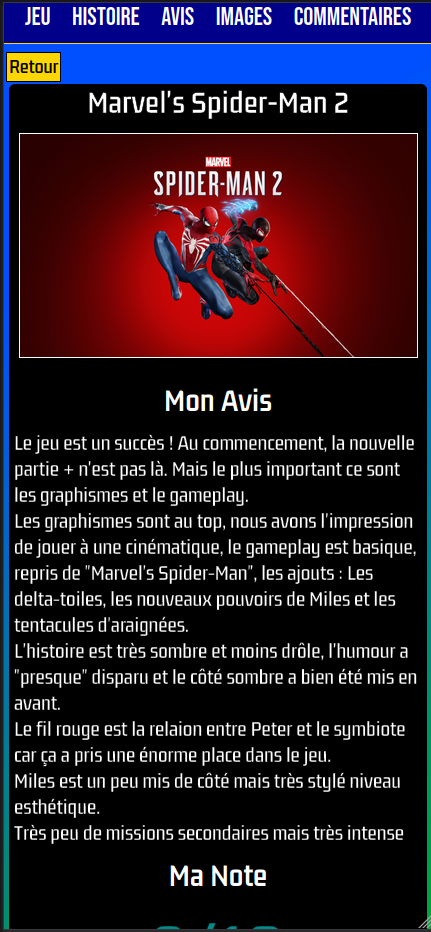 JEU HISTOIRE AVIS IMAGES COMMENTAIRES
Retour
Marvel's Spider-Man 2
MARVEL
SPIDER-MAN 2
Mon Avis
Le jeu est un succès ! Au commencement, la nouvelle
partie + n'est pas là. Mais le plus important ce sont
les graphismes et le gameplay.
Les graphismes sont au top, nous avons l'impression
de jouer à une cinématique, le gameplay est basique,
repris de "Marvel's Spider-Man", les ajouts : Les
delta-toiles, les nouveaux pouvoirs de Miles et les
tentacules d'araignées.
L'histoire est très sombre et moins drôle, l'humour a
"presque" disparu et le côté sombre a bien été mis en
avant.
Le fil rouge est la relaion entre Peter et le symbiote
car ça a pris une énorme place dans le jeu.
Miles est un peu mis de côté mais très stylé niveau
esthétique.
Très peu de missions secondaires mais très intense
Ma Note